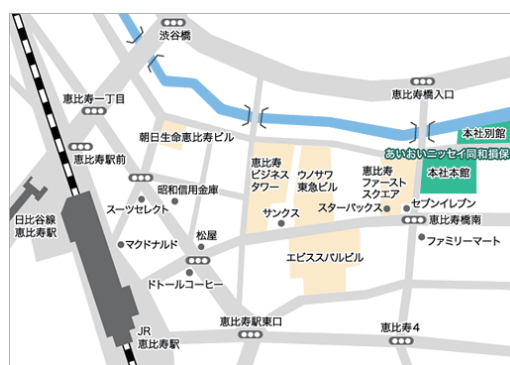 渋谷橋
恵比寿橋入口
恵比寿一丁目
朝日生命恵比寿ビル
本社別館
あいおいニッセイ同和損保
恵比寿駅前
恵比寿
ビジネス
タワー
ウノサワ
東急ビル
恵比寿
ファースト
スクエア
本社本館
昭和信用金庫
スーツセレクト
サンクス
スターバックス
セブンイレブン
恵比寿橋南
日比谷線
恵比寿駅
マクドナルド
松屋
ファミリーマート
エビススバルビル
ドトールコーヒー
恵比寿駅東口
恵比寿4
JR
恵比寿駅